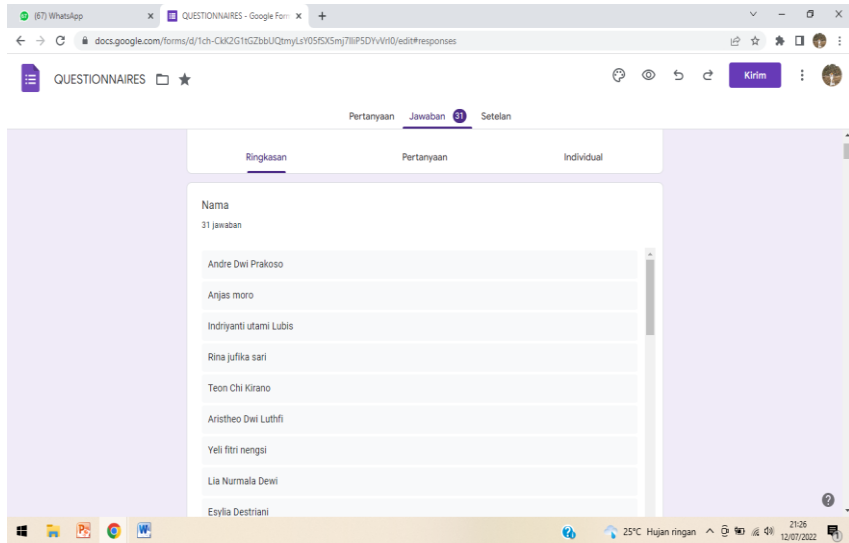 (67) WhatsApp
QUESTIONNAIRES - Google Form
docs.google.com/forms/d/1ch-CkK2G1tGZbbUQtmyLsY05fSX5mj7IliP5DYvVrI0/edit#responses
QUESTIONNAIRES
Kirim
Pertanyaan Jawaban 31 Setelan
Ringkasan Pertanyaan Individual
Nama
31 jawaban
Andre Dwi Prakoso
Anjas moro
Indriyanti utami Lubis
Rina jufika sari
Teon Chi Kirano
Aristheo Dwi Luthfi
Yeli fitri nengsi
Lia Nurmala Dewi
Esylia Destriani
25°C Hujan ringan
21:26
12/07/2022